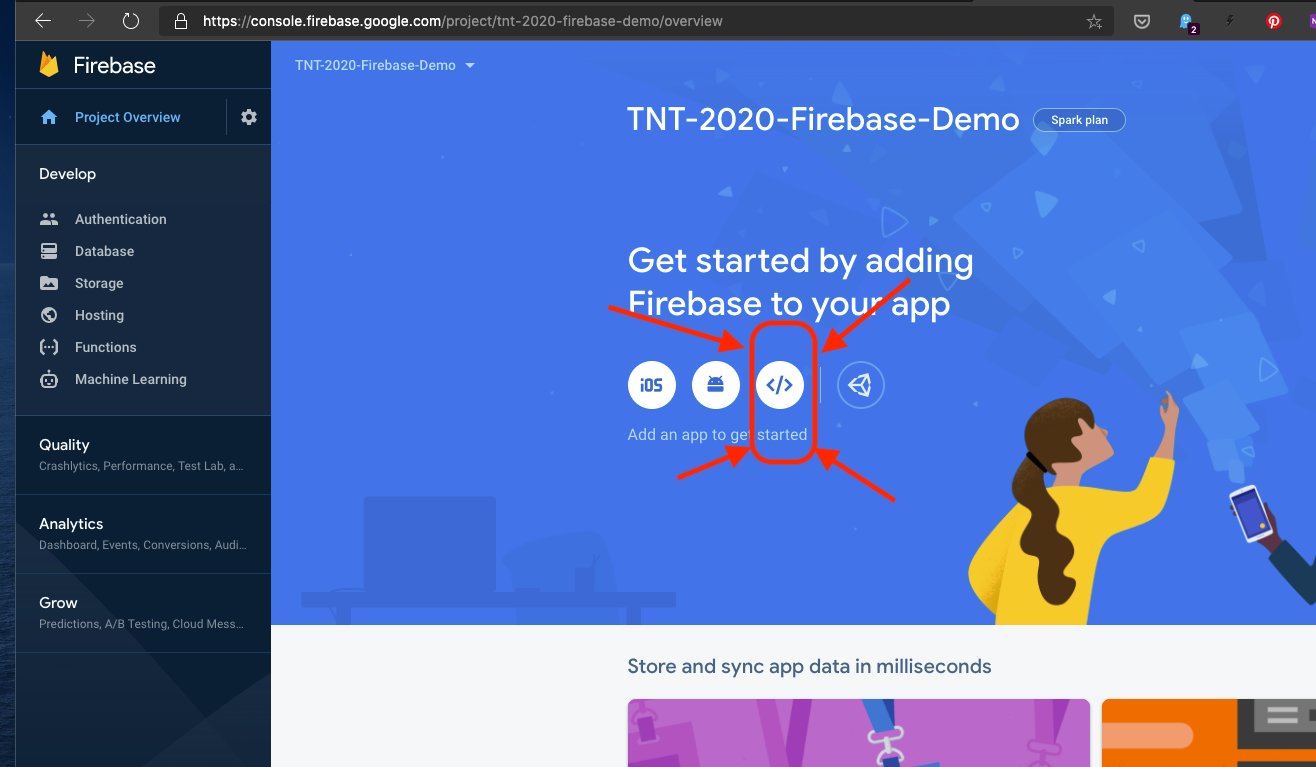 https://console.firebase.google.com/project/tnt-2020-firebase-demo/overview
2
Firebase
Project Overview
Develop
Authentication
Database
Storage
Hosting
Functions
Machine Learning
Quality
Crashlytics, Performance, Test Lab, a...
Analytics
Dashboard, Events, Conversions, Audi...
Grow
Predictions, A/B Testing, Cloud Mess...
TNT-2020-Firebase-Demo
TNT-2020-Firebase-Demo
Spark plan
Get started by adding
Firebase to your app
iOS
</>
Add an app to get started
Store and sync app data in milliseconds